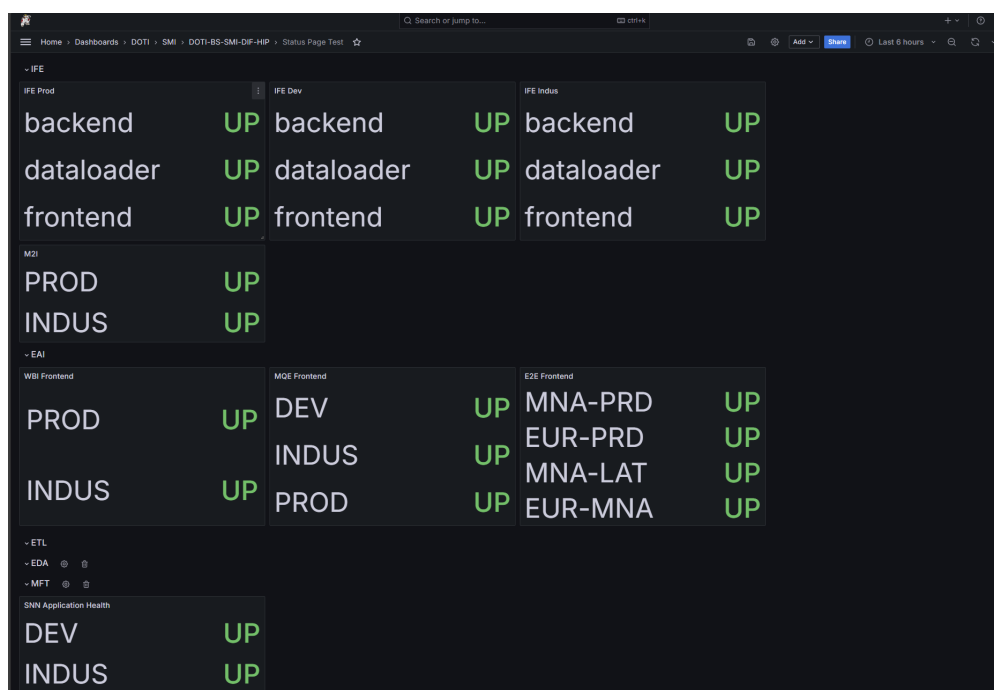 Search or jump to... ctrl+k
Home › Dashboards › DOTI › SMI › DOTI-BS-SMI-DIF-HIP › Status Page Test Add Share Last 6 hours
IFE
IFE Prod
backend UP
dataloader UP
frontend UP
IFE Dev
backend UP
dataloader UP
frontend UP
IFE Indus
backend UP
dataloader UP
frontend UP
M2I
PROD UP
INDUS UP
EAI
WBI Frontend
PROD UP
INDUS UP
MQE Frontend
DEV UP
INDUS UP
PROD UP
E2E Frontend
MNA-PRD UP
EUR-PRD UP
MNA-LAT UP
EUR-MNA UP
ETL
EDA
MFT
SNN Application Health
DEV UP
INDUS UP